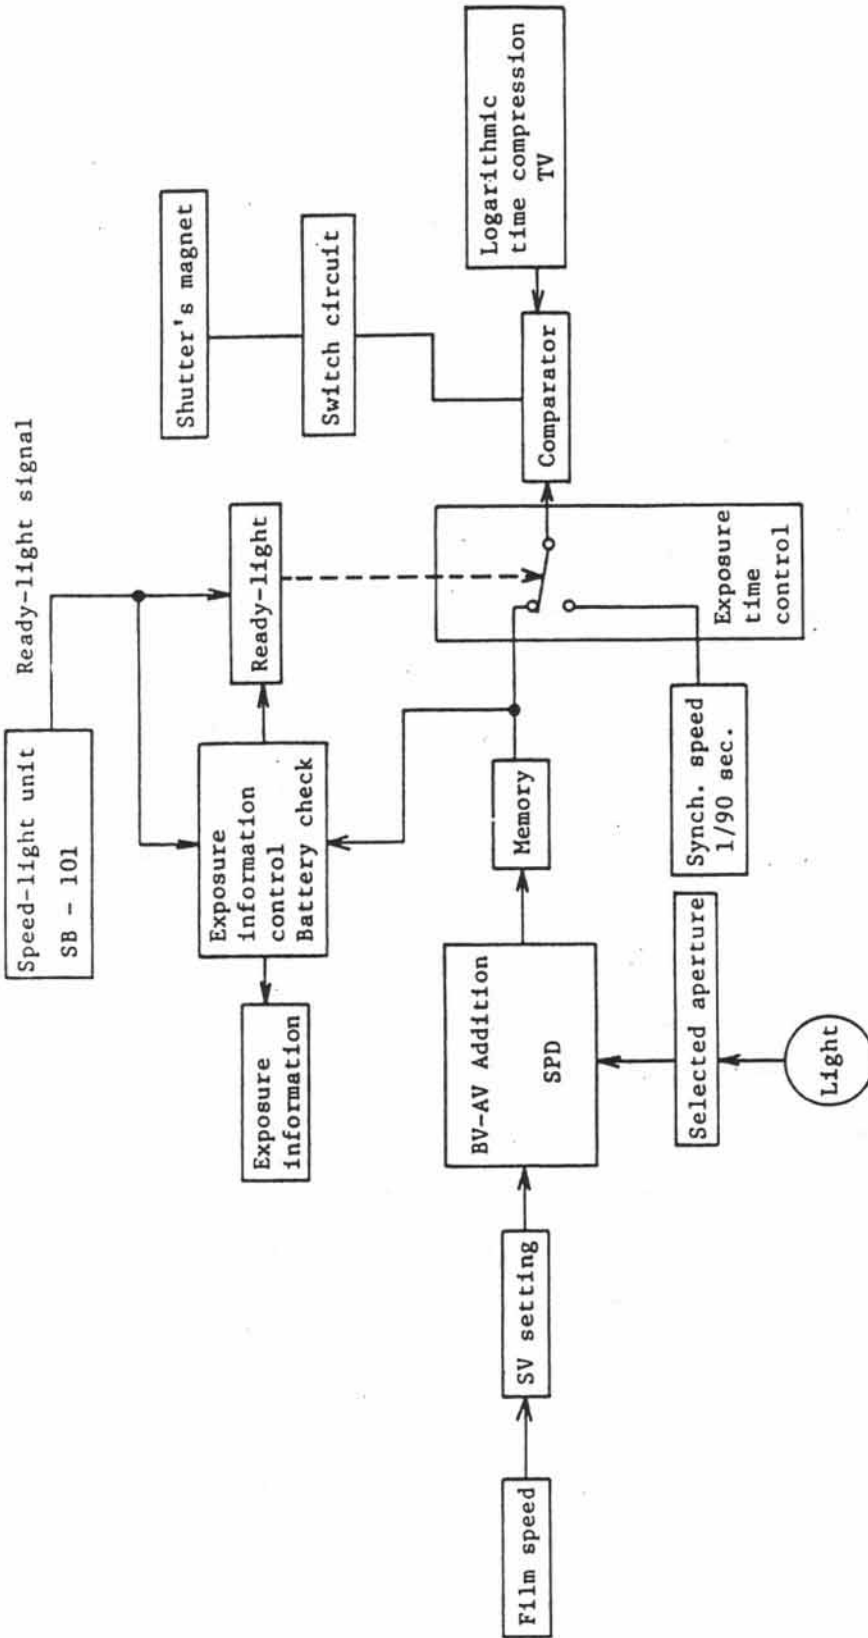 Speed-light unit
SB - 101
Ready-light signal
Shutter's magnet
Switch circuit
Ready-light
Exposure
information
control
Battery check
Exposure
information
Logarithmic
time compression
TV
Comparator
Exposure
time
control
Memory
Synch. speed
1/90 sec.
BV-AV Addition
SPD
Selected aperture
Light
SV setting
Film speed